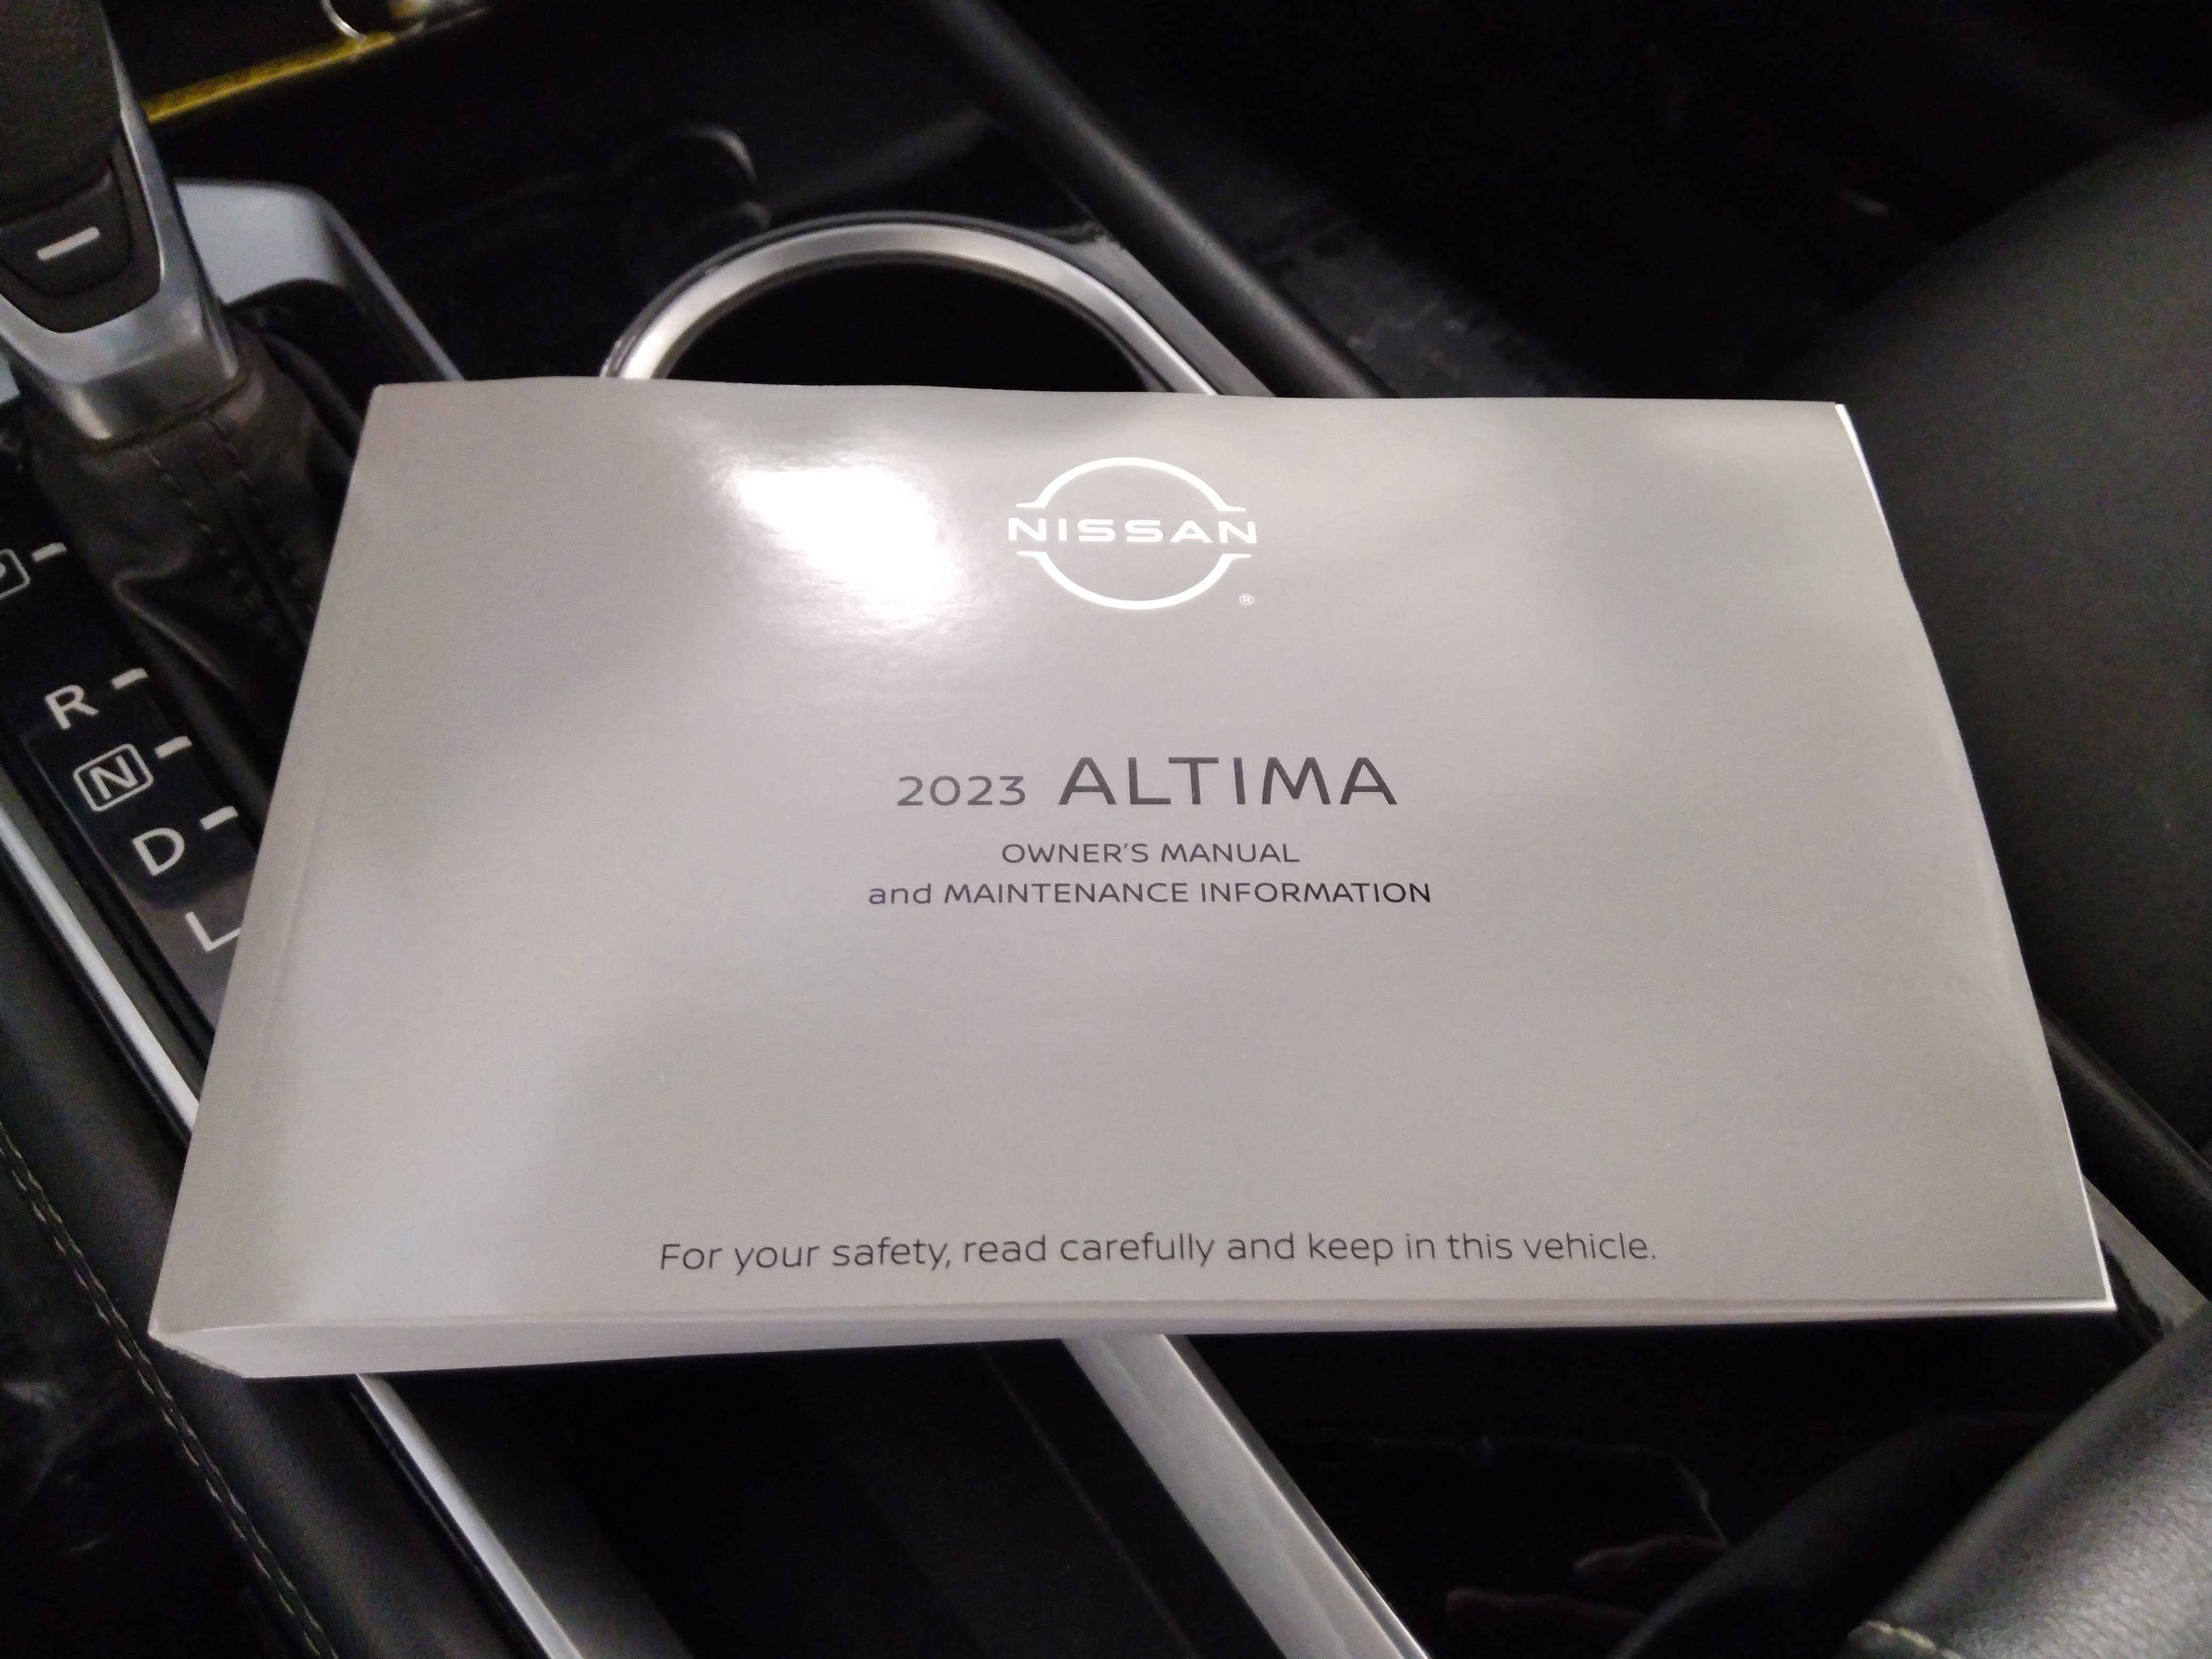 NISSAN
®
2023 ALTIMA
OWNER'S MANUAL
and MAINTENANCE INFORMATION
For your safety, read carefully and keep in this vehicle.
P
R
N
D
L